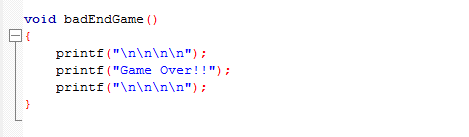 void badEndGame()
{
    printf("\n\n\n\n");
    printf("Game Over!!");
    printf("\n\n\n\n");
}